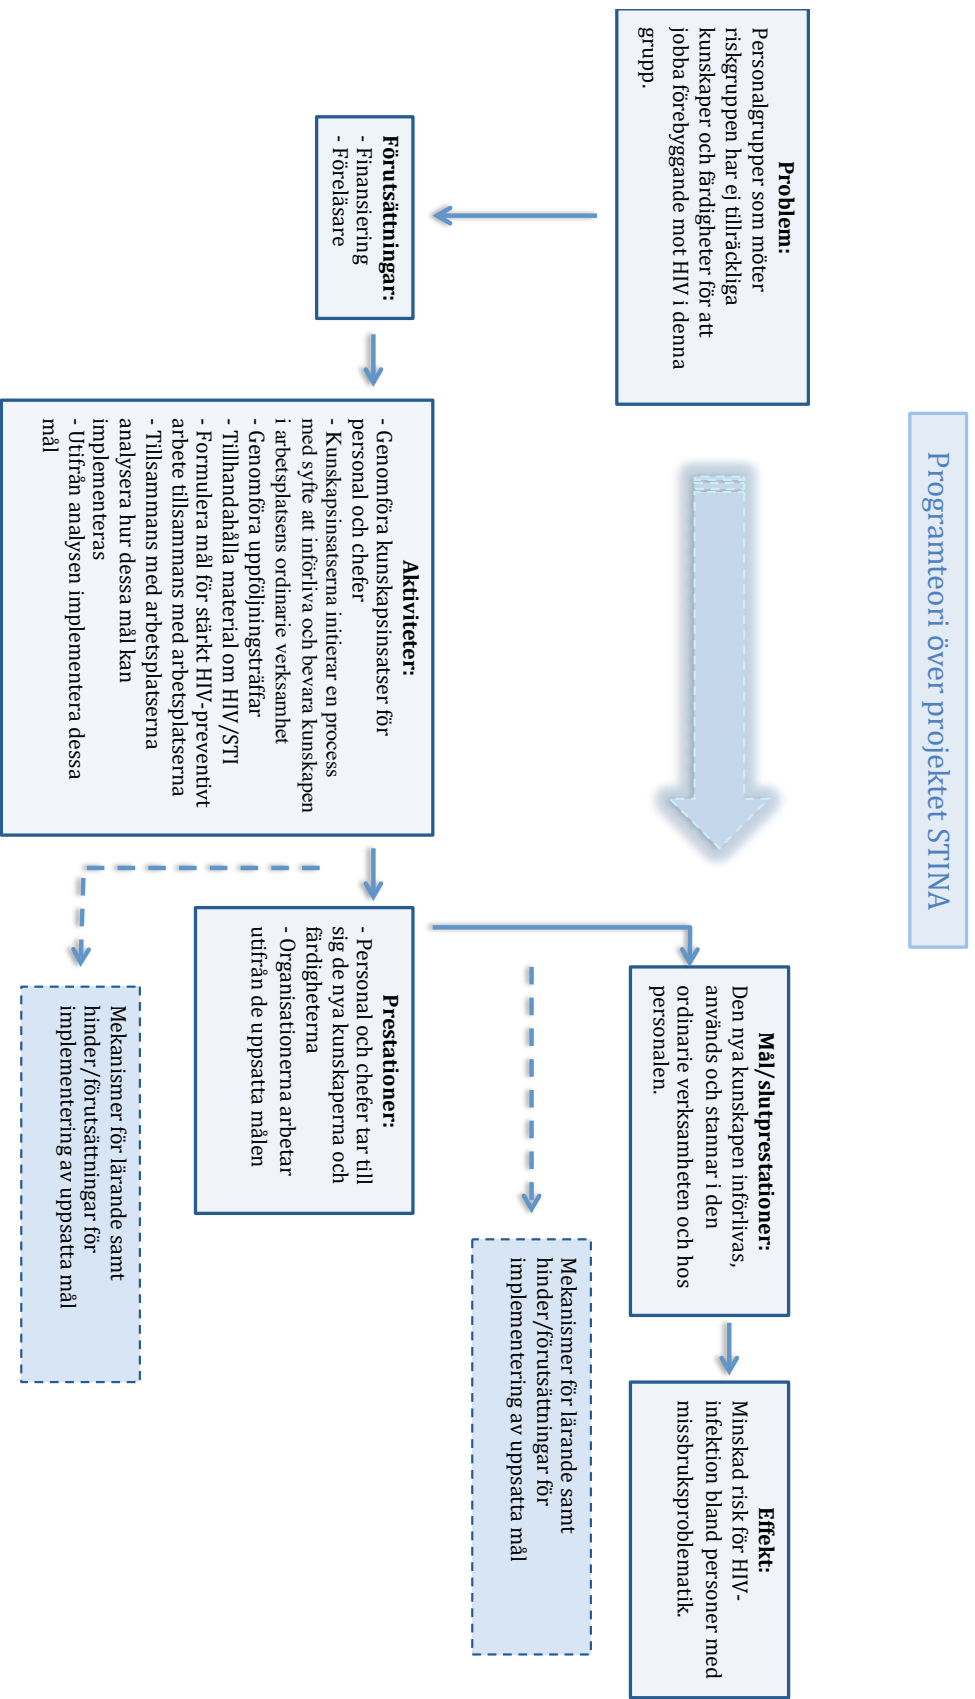 Programteori över projektet STINA
Problem:
Personalgrupper som möter
riskgruppen har ej tillräckliga
kunskaper och färdigheter för att
jobba förebyggande mot HIV i denna
grupp.
Förutsättningar:
- Finansiering
- Föreläsare
Aktiviteter:
- Genomföra kunskapsinsatser för
personal och chefer
- Kunskapsinsatserna initierar en process
med syfte att införliva och bevara kunskapen
i arbetsplatsens ordinarie verksamhet
- Genomföra uppföljningsträffar
- Tillhandahålla material om HIV/STI
- Formulera mål för stärkt HIV-preventivt
arbete tillsammans med arbetsplatserna
- Tillsammans med arbetsplatserna
analysera hur dessa mål kan
implementeras
- Utifrån analysen implementera dessa
mål
Prestationer:
- Personal och chefer tar till
sig de nya kunskaperna och
färdigheterna
- Organisationerna arbetar
utifrån de uppsatta målen
Mekanismer för lärande samt
hinder/förutsättningar för
implementering av uppsatta mål
Mål/slutprestationer:
Den nya kunskapen införlivas,
används och stannar i den
ordinarie verksamheten och hos
personalen.
Mekanismer för lärande samt
hinder/förutsättningar för
implementering av uppsatta mål
Effekt:
Minskad risk för HIV-
infektion bland personer med
missbruksproblematik.